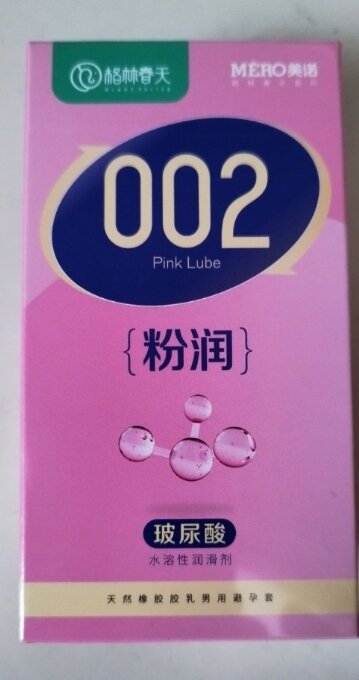 格林春天
MERO美诺
002
Pink Lube
{粉润}
玻尿酸
水溶性润滑剂
天然橡胶胶乳男用避孕套